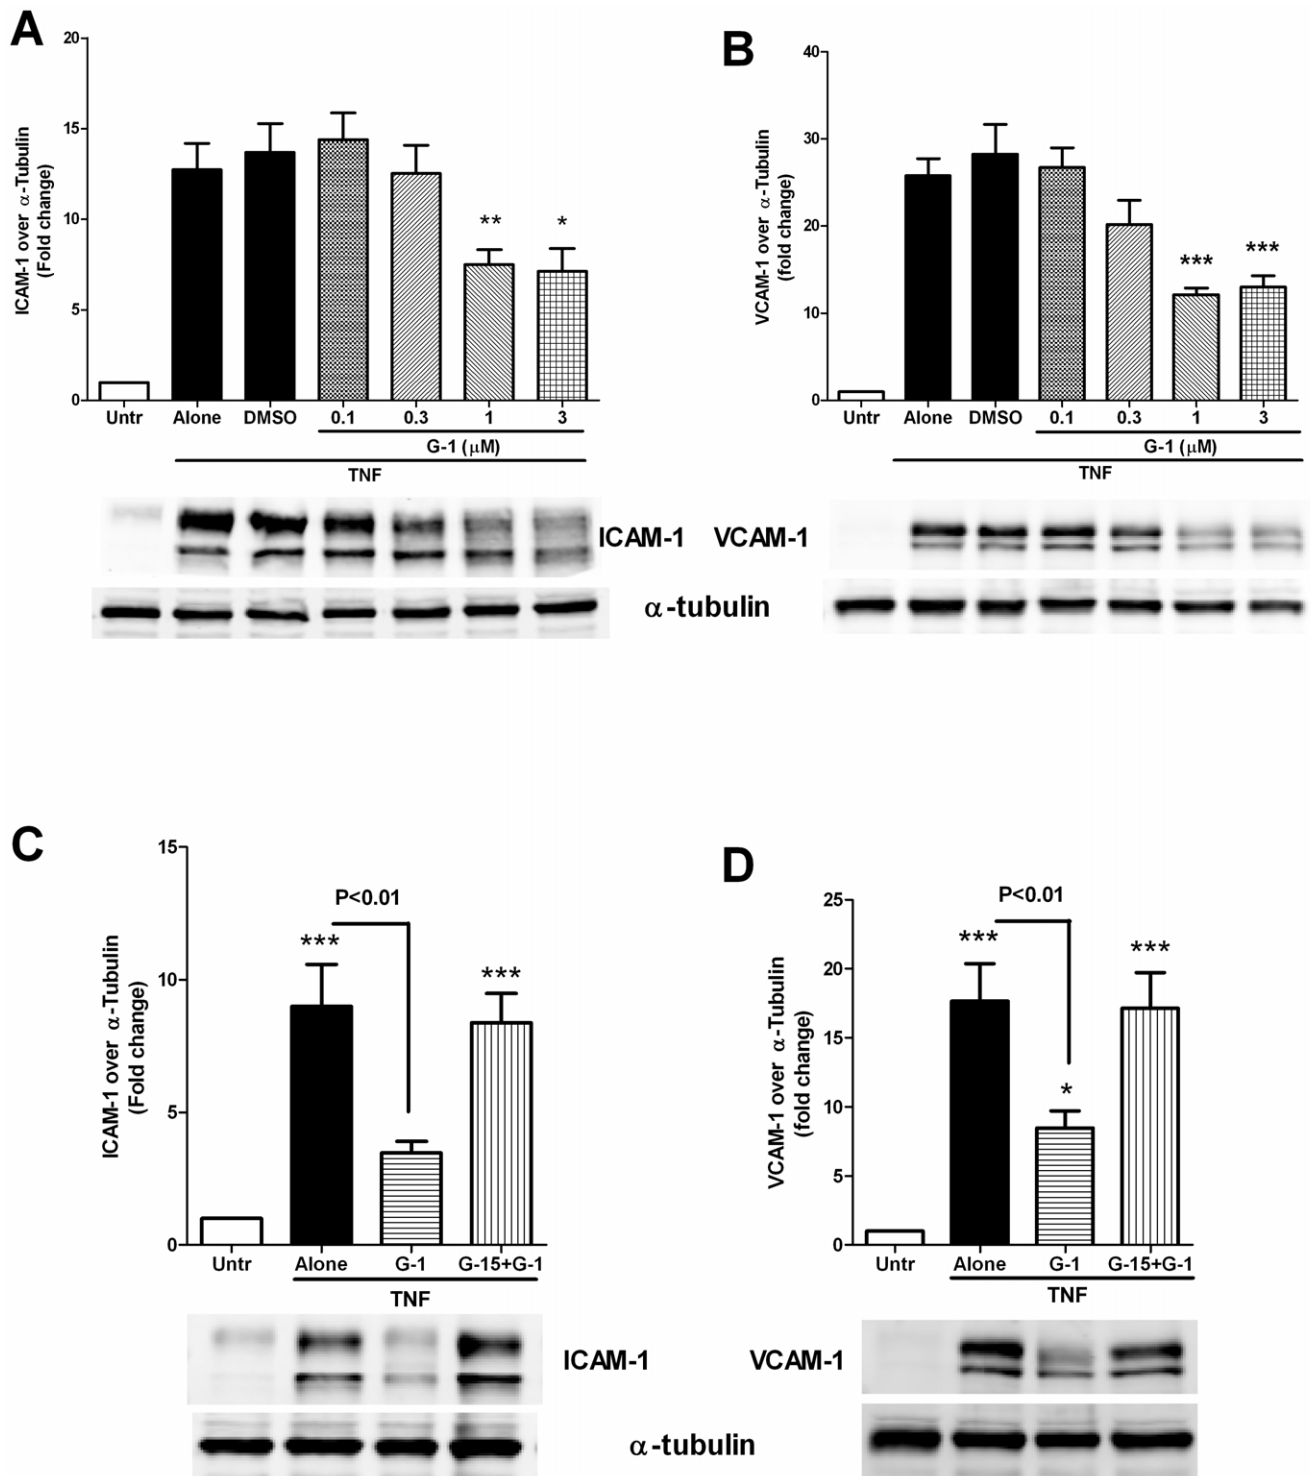 A
ICAM-1 over α-Tubulin
(Fold change)
20
15
10
5
0
** *
Untr Alone DMSO 0.1 0.3 1 3
G-1 (μM)
TNF
ICAM-1
B
VCAM-1 over α-Tubulin
(fold change)
40
30
20
10
0
*** ***
Untr Alone DMSO 0.1 0.3 1 3
G-1 (μM)
TNF
VCAM-1
α-tubulin
C
ICAM-1 over α-Tubulin
(Fold change)
15
10
5
0
P<0.01
*** ***
Untr Alone G-1 G-15+G-1
TNF
ICAM-1
D
VCAM-1 over α-Tubulin
(fold change)
25
20
15
10
5
0
P<0.01
*** * ***
Untr Alone G-1 G-15+G-1
TNF
VCAM-1
α-tubulin